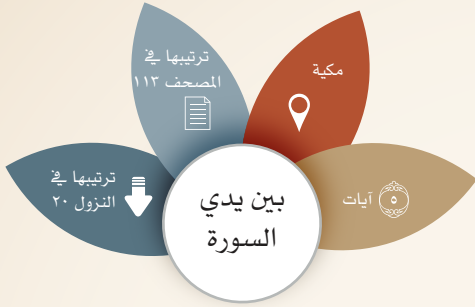 بين يدي
السورة
٥ آيات
مكية
ترتيبها في
المصحف ١١٣
ترتيبها في
النزول ٢٠